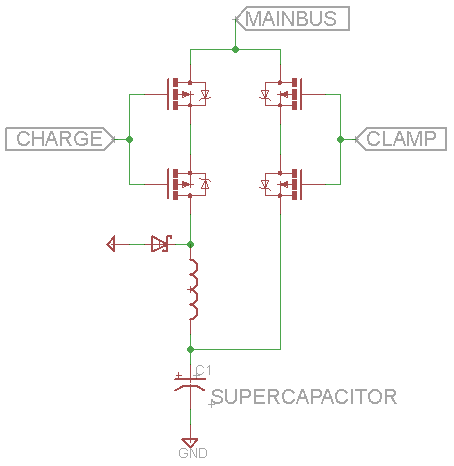 MAINBUS
CHARGE
CLAMP
C1
SUPERCAPACITOR
GND